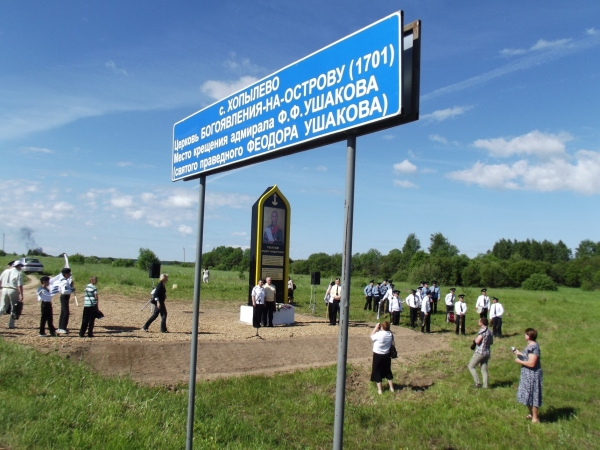 с. ХОПЫЛЕВО
Церковь БОГОЯВЛЕНИЯ-НА-ОСТРОВУ (1701)
Место крещения адмирала Ф.Ф.УШАКОВА
святого праведного ФЕОДОРА УШАКОВА)